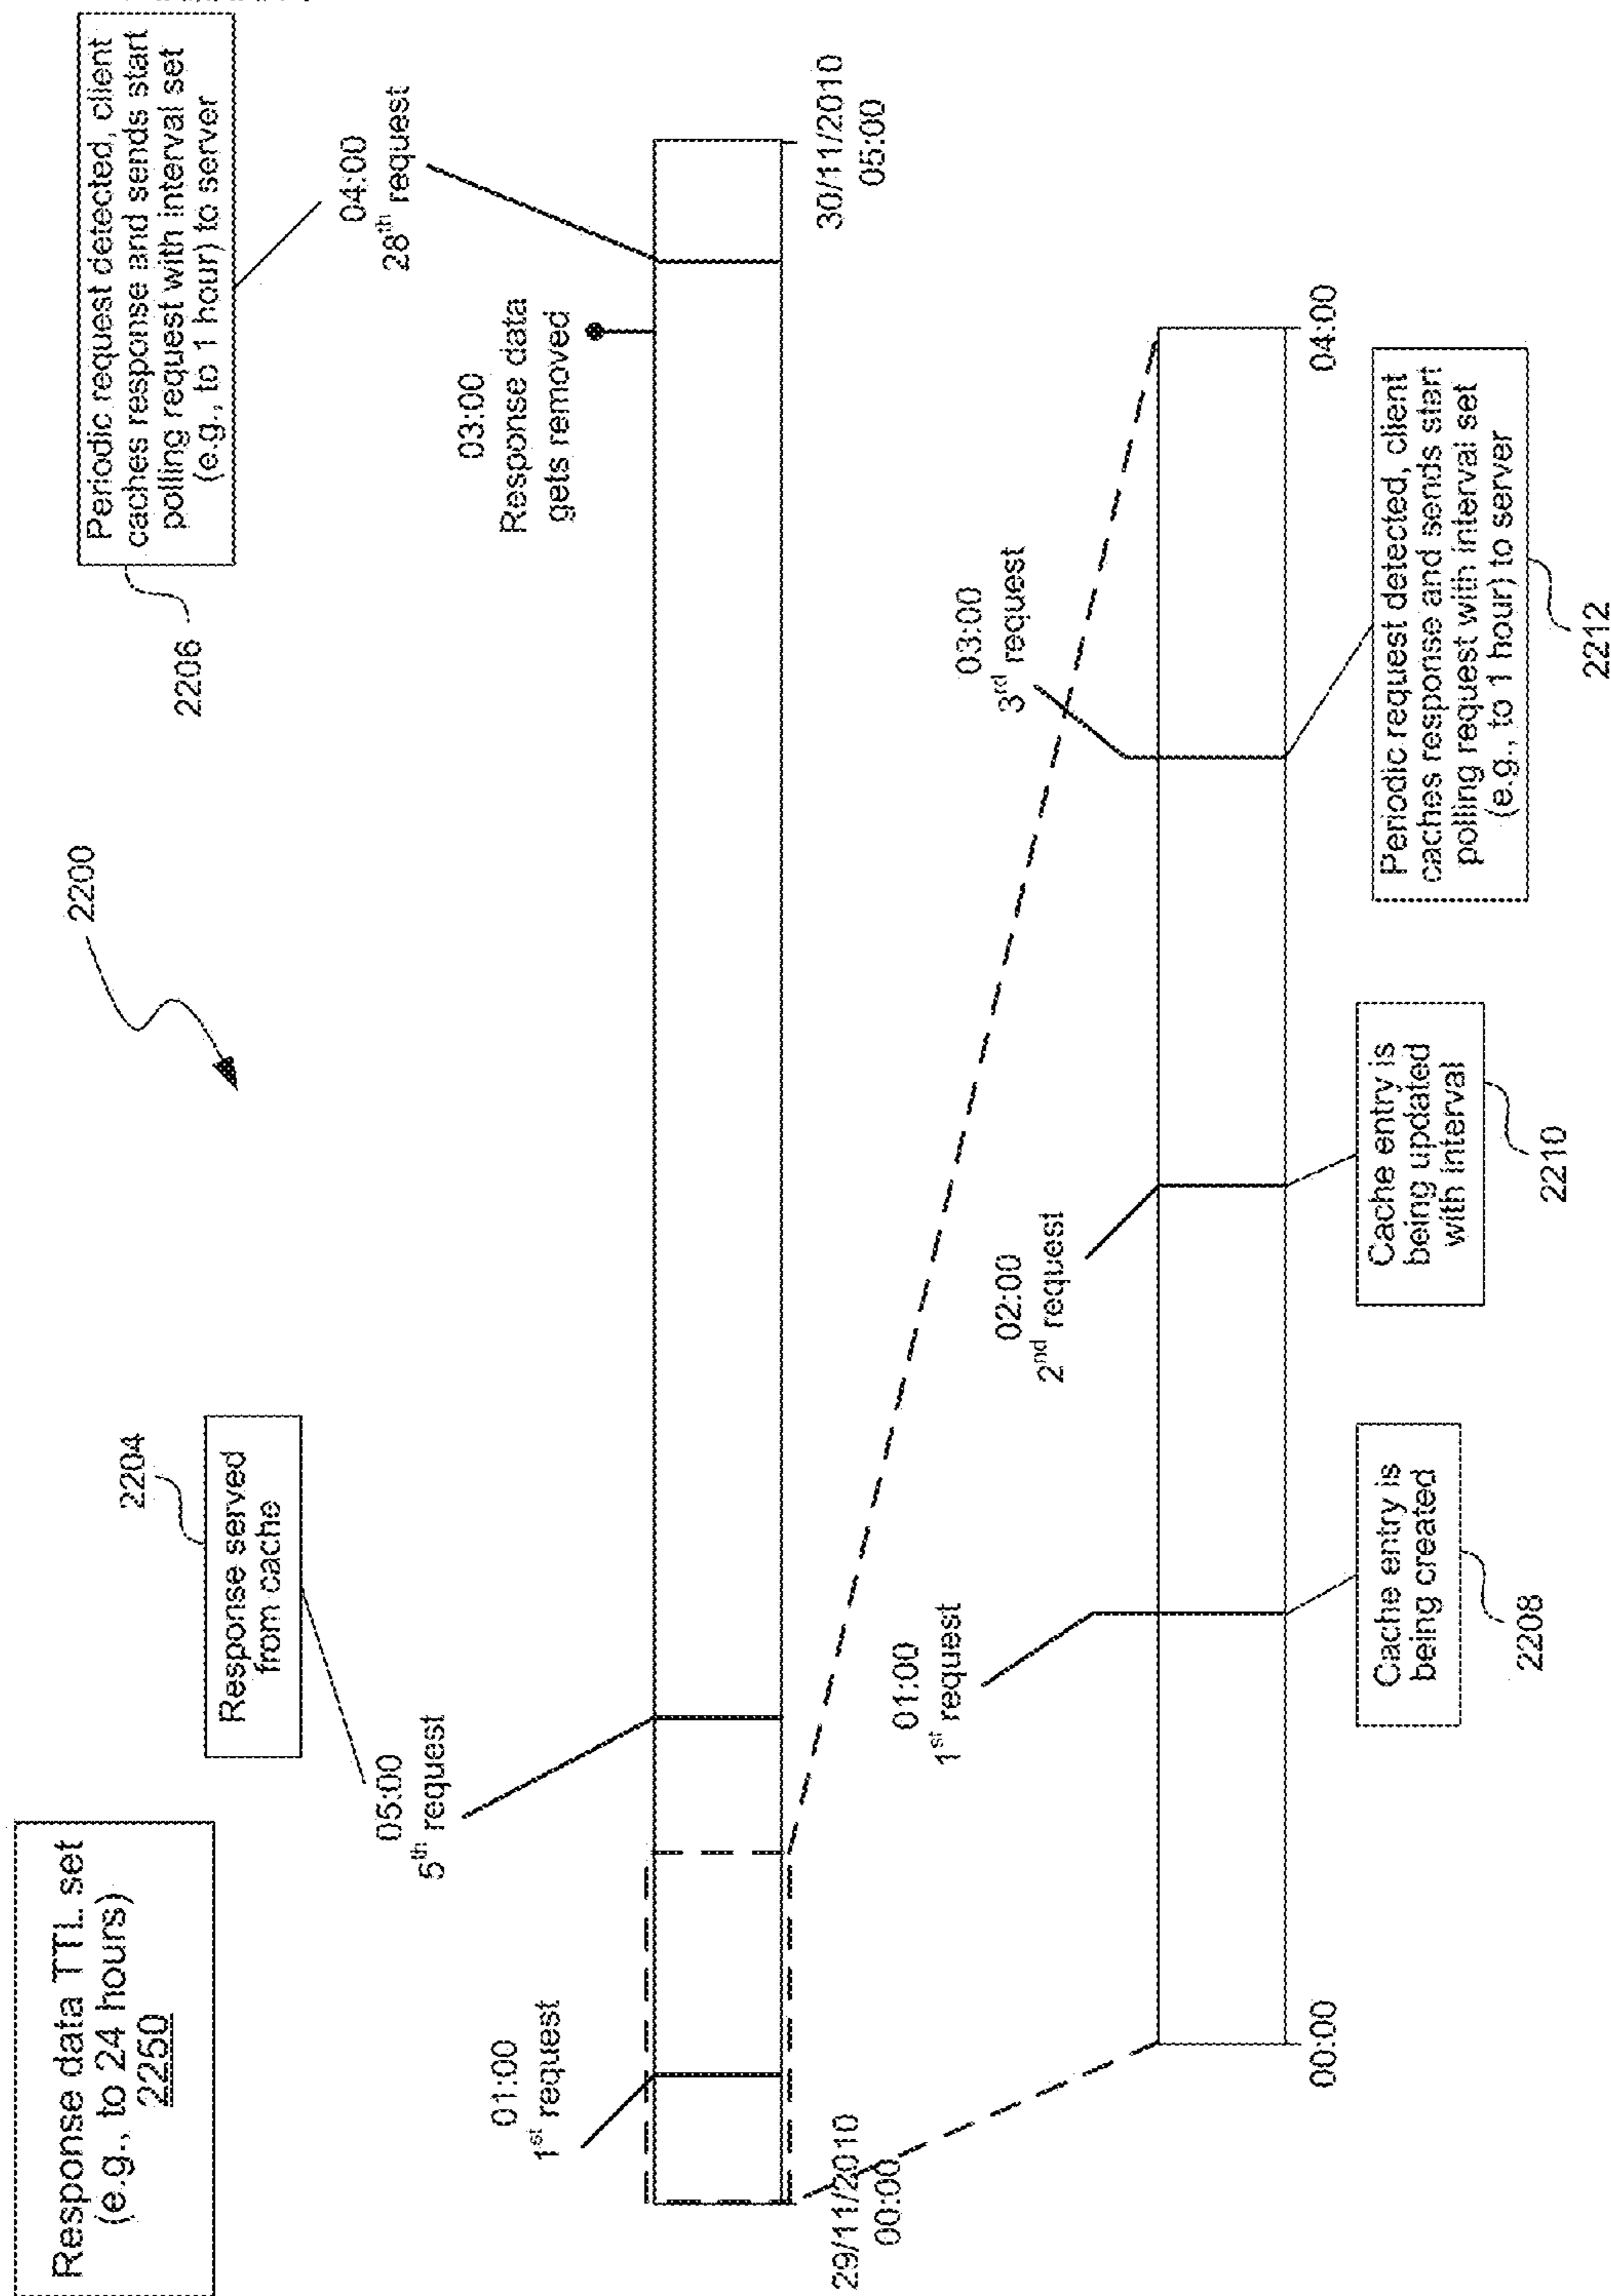 Response data TTL set
(e.g., to 24 hours)
2250
2204
Response served
from cache
2200
Periodic request detected, client
caches response and sends start
polling request with interval set
(e.g., to 1 hour) to server
2206
01:00
1st request
05:00
5th request
03:00
Response data
gets removed
04:00
28th request
29/11/2010
00:00
30/11/2010
05:00
01:00
1st request
02:00
2nd request
03:00
3rd request
00:00
04:00
Cache entry is
being created
2208
Cache entry is
being updated
with interval
2210
Periodic request detected, client
caches response and sends start
polling request with interval set
(e.g., to 1 hour) to server
2212